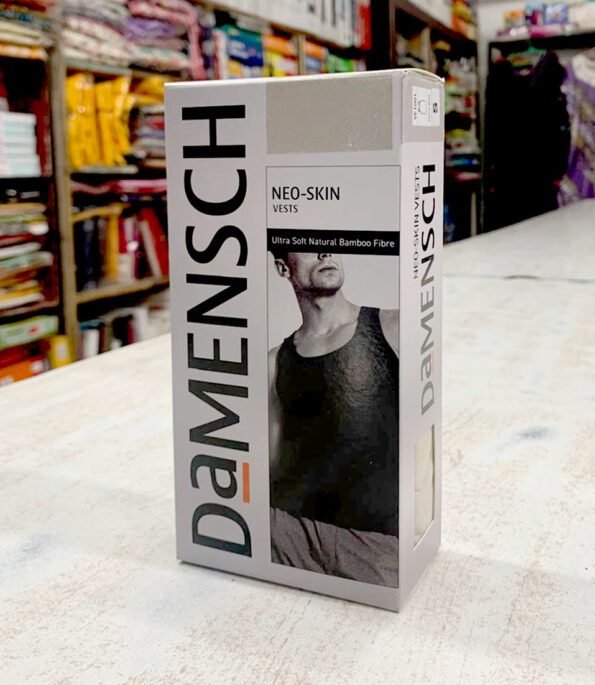 DaMENSCH
NEO-SKIN
VESTS
Ultra Soft Natural Bamboo Fibre
S
NEO-SKIN VESTS
DaMENSCH